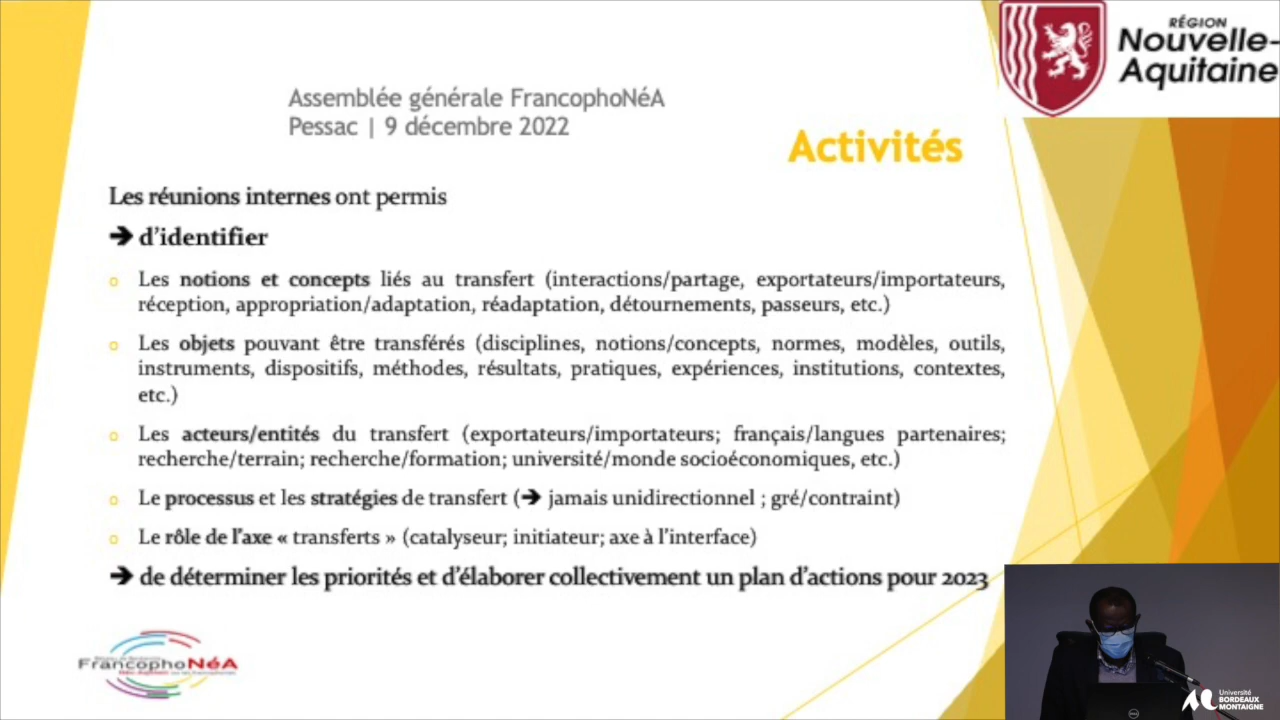 RÉGION
Nouvelle-
Aquitaine
Assemblée générale FrancophoNéA
Pessac | 9 décembre 2022
Activités
Les réunions internes ont permis
➔ d’identifier
o Les notions et concepts liés au transfert (interactions/partage, exportateurs/importateurs,
réception, appropriation/adaptation, réadaptation, détournements, passeurs, etc.)
o Les objets pouvant être transférés (disciplines, notions/concepts, normes, modèles, outils,
instruments, dispositifs, méthodes, résultats, pratiques, expériences, institutions, contextes,
etc.)
o Les acteurs/entités du transfert (exportateurs/importateurs; français/langues partenaires;
recherche/terrain; recherche/formation; université/monde socioéconomiques, etc.)
o Le processus et les stratégies de transfert (➔ jamais unidirectionnel ; gré/contraint)
o Le rôle de l’axe « transferts » (catalyseur; initiateur; axe à l’interface)
➔ de déterminer les priorités et d’élaborer collectivement un plan d’actions pour 2023
FrancophoNéA
Université
BORDEAUX
MONTAIGNE